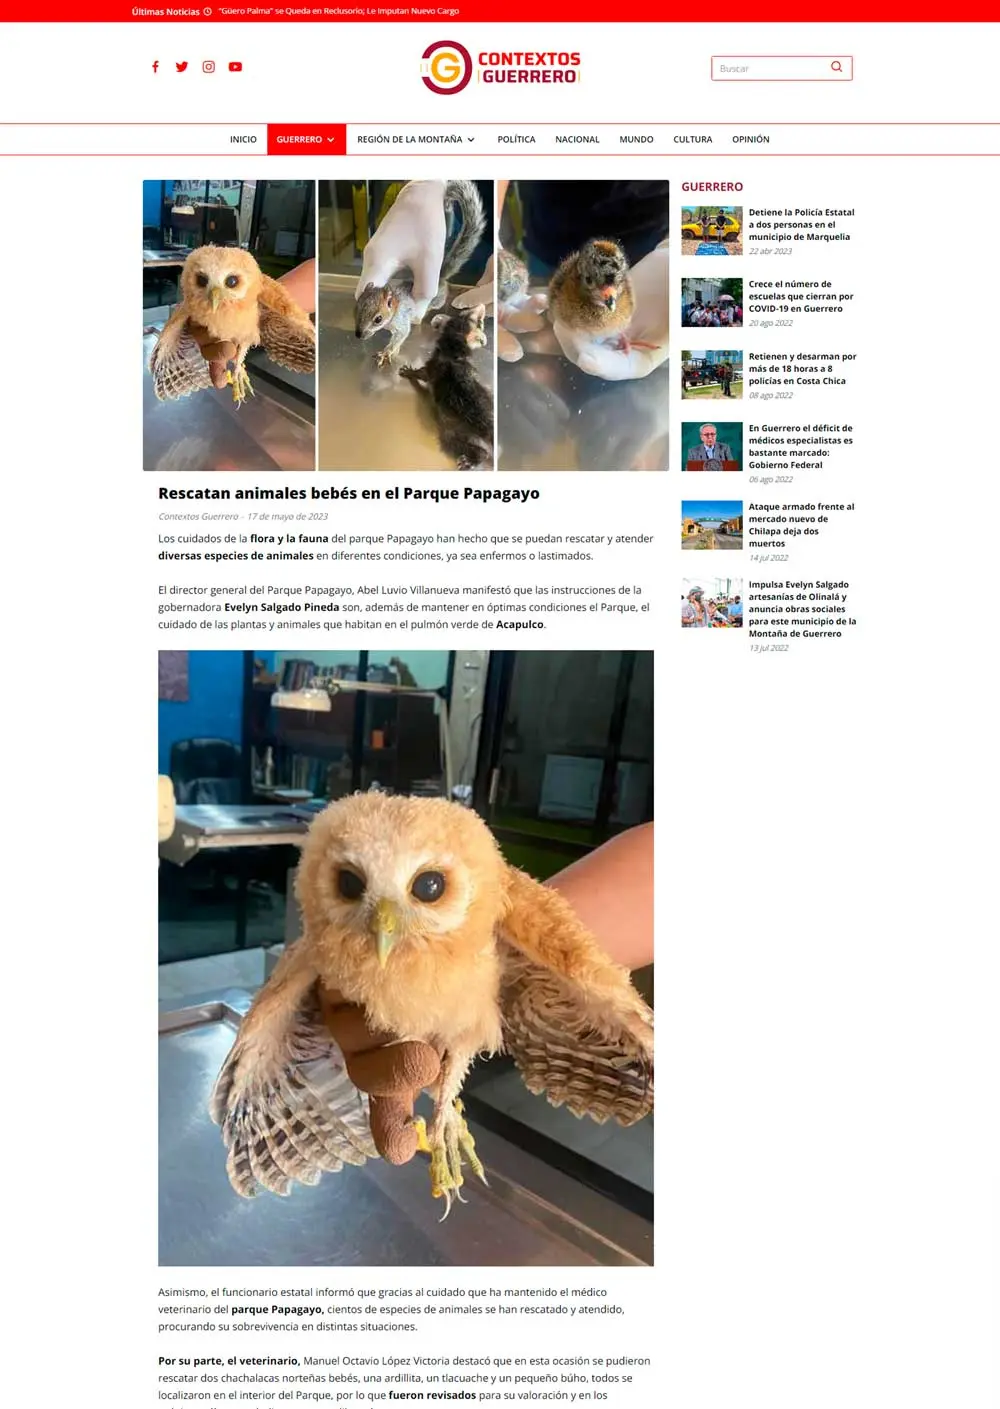 Últimas Noticias "Güero Palma" se Queda en Reclusorio; Le Imputan Nuevo Cargo
CONTEXTOS
GUERRERO
Buscar
INICIO GUERRERO REGIÓN DE LA MONTAÑA POLÍTICA NACIONAL MUNDO CULTURA OPINIÓN
Rescatan animales bebés en el Parque Papagayo
Contextos Guerrero - 17 de mayo de 2023
Los cuidados de la flora y la fauna del parque Papagayo han hecho que se puedan rescatar y atender
diversas especies de animales en diferentes condiciones, ya sea enfermos o lastimados.
El director general del Parque Papagayo, Abel Luvio Villanueva manifestó que las instrucciones de la
gobernadora Evelyn Salgado Pineda son, además de mantener en óptimas condiciones el Parque, el
cuidado de las plantas y animales que habitan en el pulmón verde de Acapulco.
Asimismo, el funcionario estatal informó que gracias al cuidado que ha mantenido el médico
veterinario del parque Papagayo, cientos de especies de animales se han rescatado y atendido,
procurando su sobrevivencia en distintas situaciones.
Por su parte, el veterinario, Manuel Octavio López Victoria destacó que en esta ocasión se pudieron
rescatar dos chachalacas norteñas bebés, una ardillita, un tlacuache y un pequeño búho, todos se
localizaron en el interior del Parque, por lo que fueron revisados para su valoración y en los
GUERRERO
Detiene la Policía Estatal
a dos personas en el
municipio de Marquelia
22 abr 2023
Crece el número de
escuelas que cierran por
COVID-19 en Guerrero
20 ago 2022
Retienen y desarman por
más de 18 horas a 8
policías en Costa Chica
08 ago 2022
En Guerrero el déficit de
médicos especialistas es
bastante marcado:
Gobierno Federal
06 ago 2022
Ataque armado frente al
mercado nuevo de
Chilapa deja dos
muertos
14 jul 2022
Impulsa Evelyn Salgado
artesanías de Olinalá y
anuncia obras sociales
para este municipio de la
Montaña de Guerrero
13 jul 2022